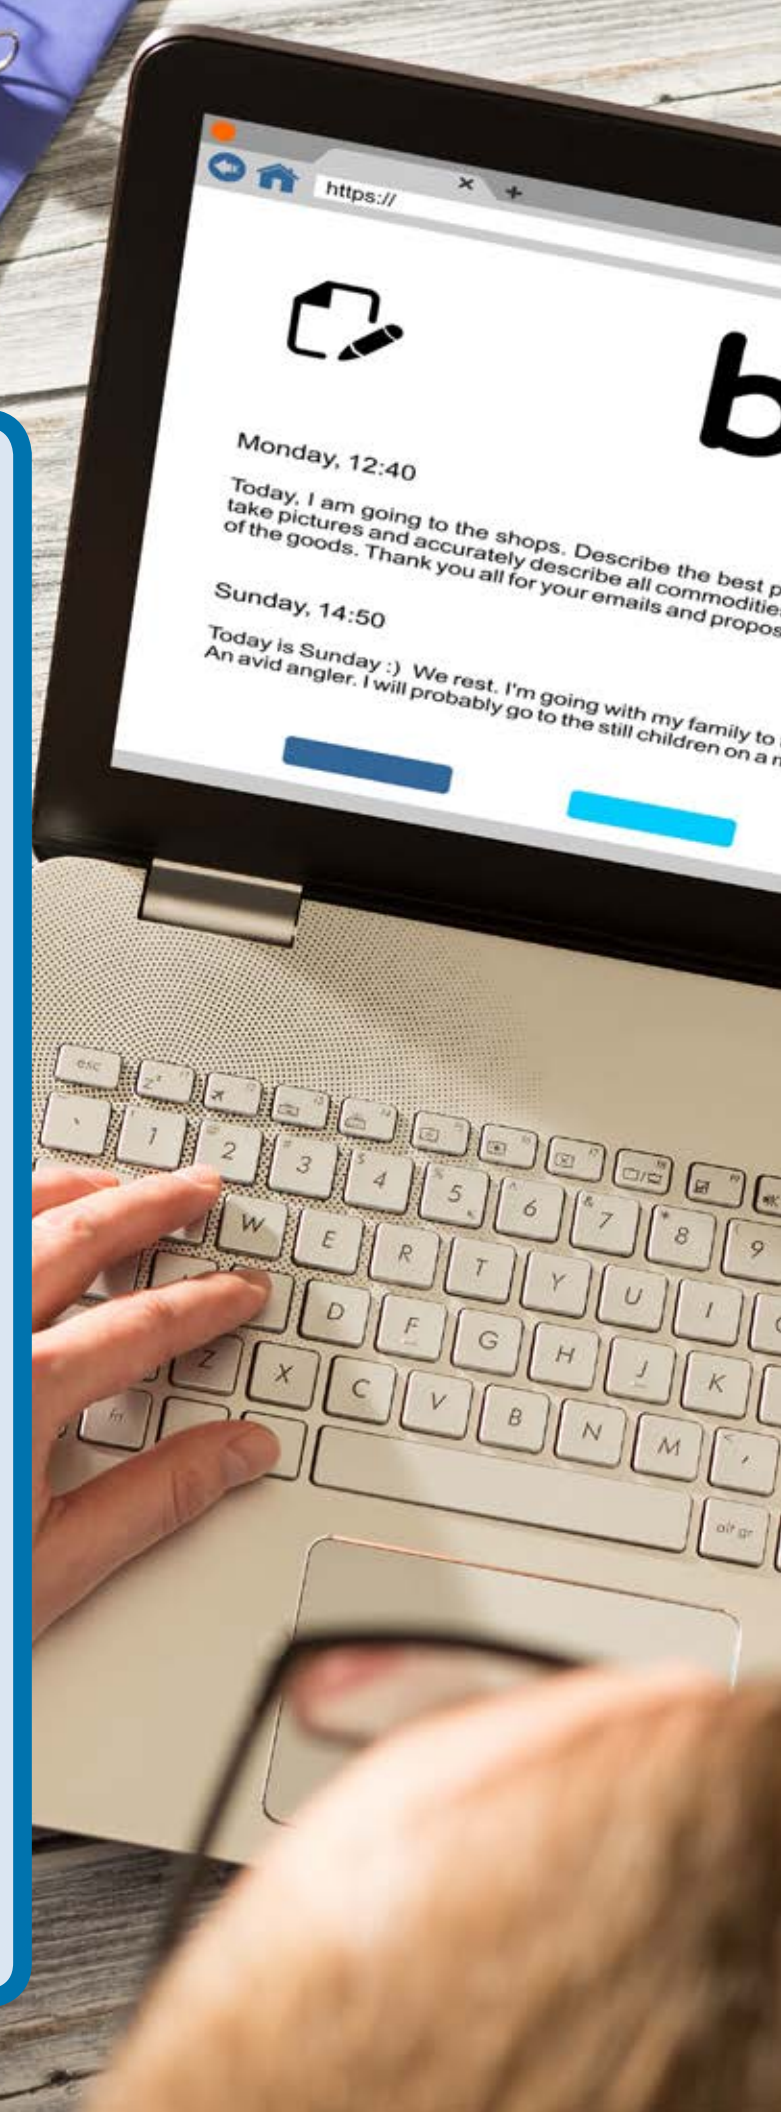 https://
b
Monday, 12:40
Today, I am going to the shops. Describe the best p
take pictures and accurately describe all commodities
of the goods. Thank you all for your emails and propos
Sunday, 14:50
Today is Sunday :) We rest. I'm going with my family to
An avid angler. I will probably go to the still children on a
esc
1 2 3 4 5 6 7 8 9
W E R T Y U I
D F G H J K
Z X C V B N M ,
fn alt gr